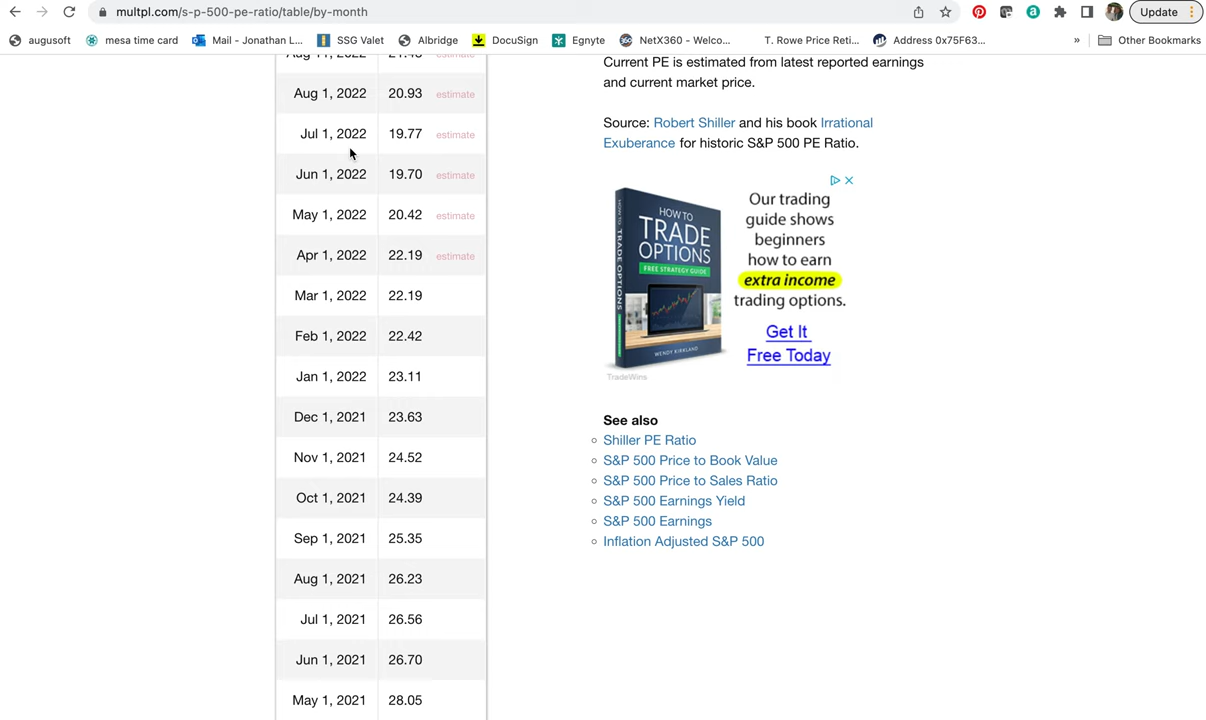 multpl.com/s-p-500-pe-ratio/table/by-month
Update
augusoft
mesa time card
Mail - Jonathan L...
SSG Valet
Albridge
DocuSign
Egnyte
NetX360 - Welco...
T. Rowe Price Reti...
Address 0x75F63...
»
Other Bookmarks
estimate
Aug 1, 2022 20.93 estimate
Jul 1, 2022 19.77 estimate
Jun 1, 2022 19.70 estimate
May 1, 2022 20.42 estimate
Apr 1, 2022 22.19 estimate
Mar 1, 2022 22.19
Feb 1, 2022 22.42
Jan 1, 2022 23.11
Dec 1, 2021 23.63
Nov 1, 2021 24.52
Oct 1, 2021 24.39
Sep 1, 2021 25.35
Aug 1, 2021 26.23
Jul 1, 2021 26.56
Jun 1, 2021 26.70
May 1, 2021 28.05
Current PE is estimated from latest reported earnings
and current market price.
Source: Robert Shiller and his book Irrational
Exuberance for historic S&P 500 PE Ratio.
HOW TO
TRADE
OPTIONS
FREE STRATEGY GUIDE
TRADE OPTIONS
WENDY KIRKLAND
Our trading
guide shows
beginners
how to earn
extra income
trading options.
Get It
Free Today
TradeWins
See also
Shiller PE Ratio
S&P 500 Price to Book Value
S&P 500 Price to Sales Ratio
S&P 500 Earnings Yield
S&P 500 Earnings
Inflation Adjusted S&P 500